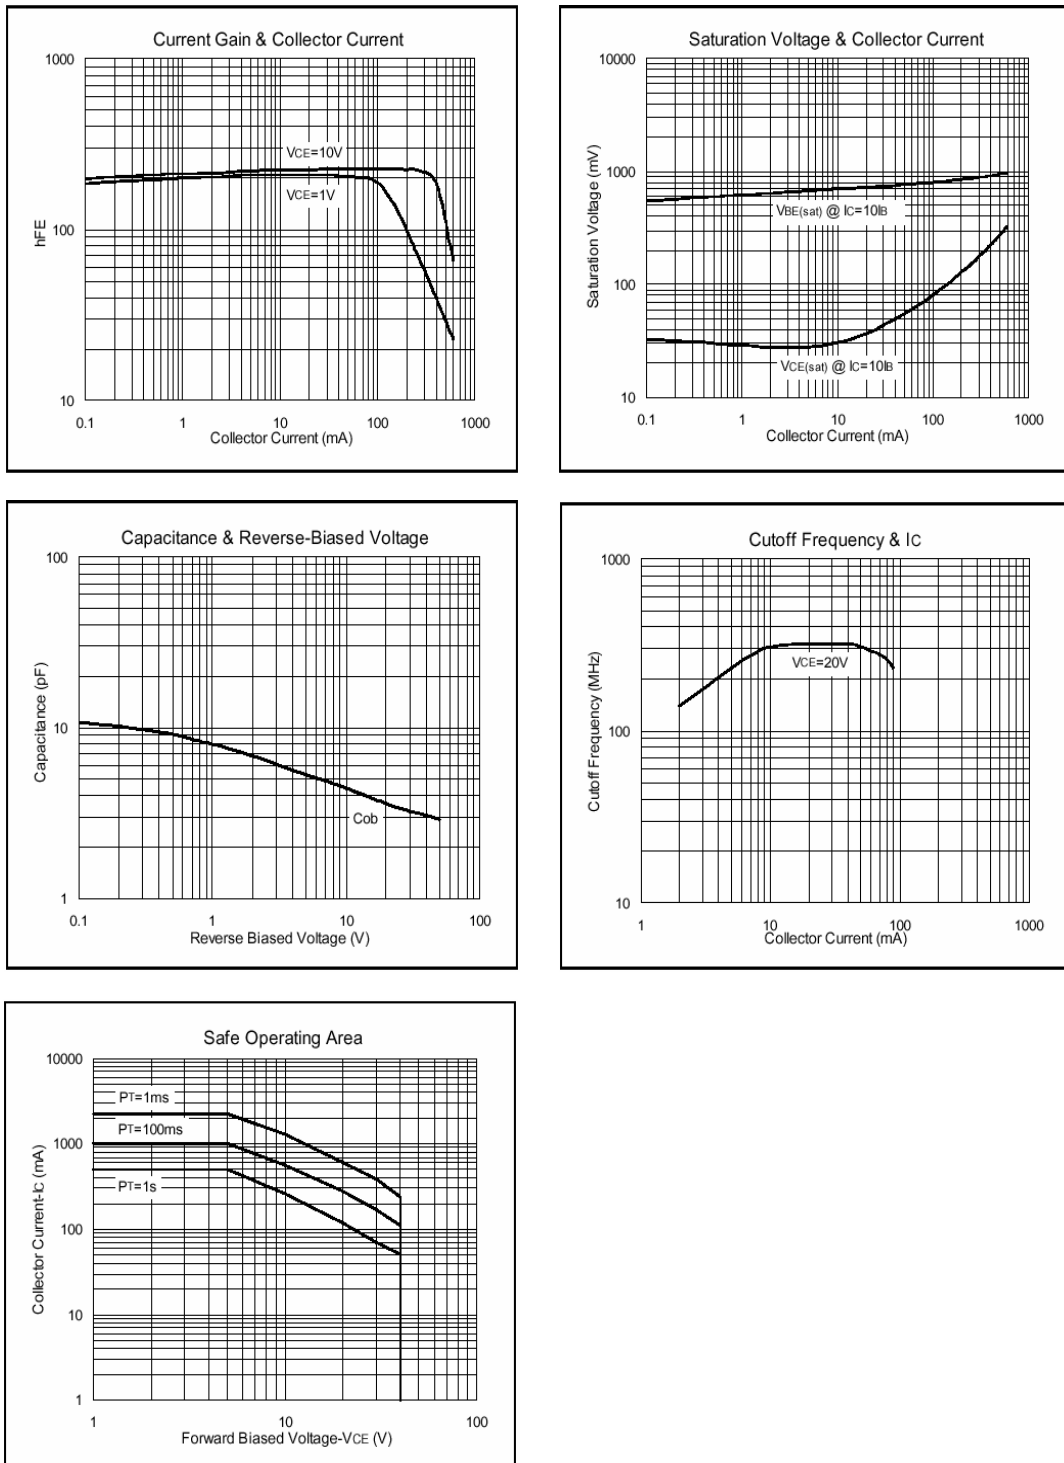 Current Gain & Collector Current
1000
100
10
hFE
VCE=10V
VCE=1V
0.1 1 10 100 1000
Collector Current (mA)
Saturation Voltage & Collector Current
10000
1000
100
10
Saturation Voltage (mV)
VBE(sat) @ IC=10IB
VCE(sat) @ IC=10IB
0.1 1 10 100 1000
Collector Current (mA)
Capacitance & Reverse-Biased Voltage
100
10
1
Capacitance (pF)
Cob
0.1 1 10 100
Reverse Biased Voltage (V)
Cutoff Frequency & IC
1000
100
10
Cutoff Frequency (MHz)
VCE=20V
1 10 100 1000
Collector Current (mA)
Safe Operating Area
10000
1000
100
10
1
Collector Current-IC (mA)
PT=1ms
PT=100ms
PT=1s
1 10 100
Forward Biased Voltage-VCE (V)